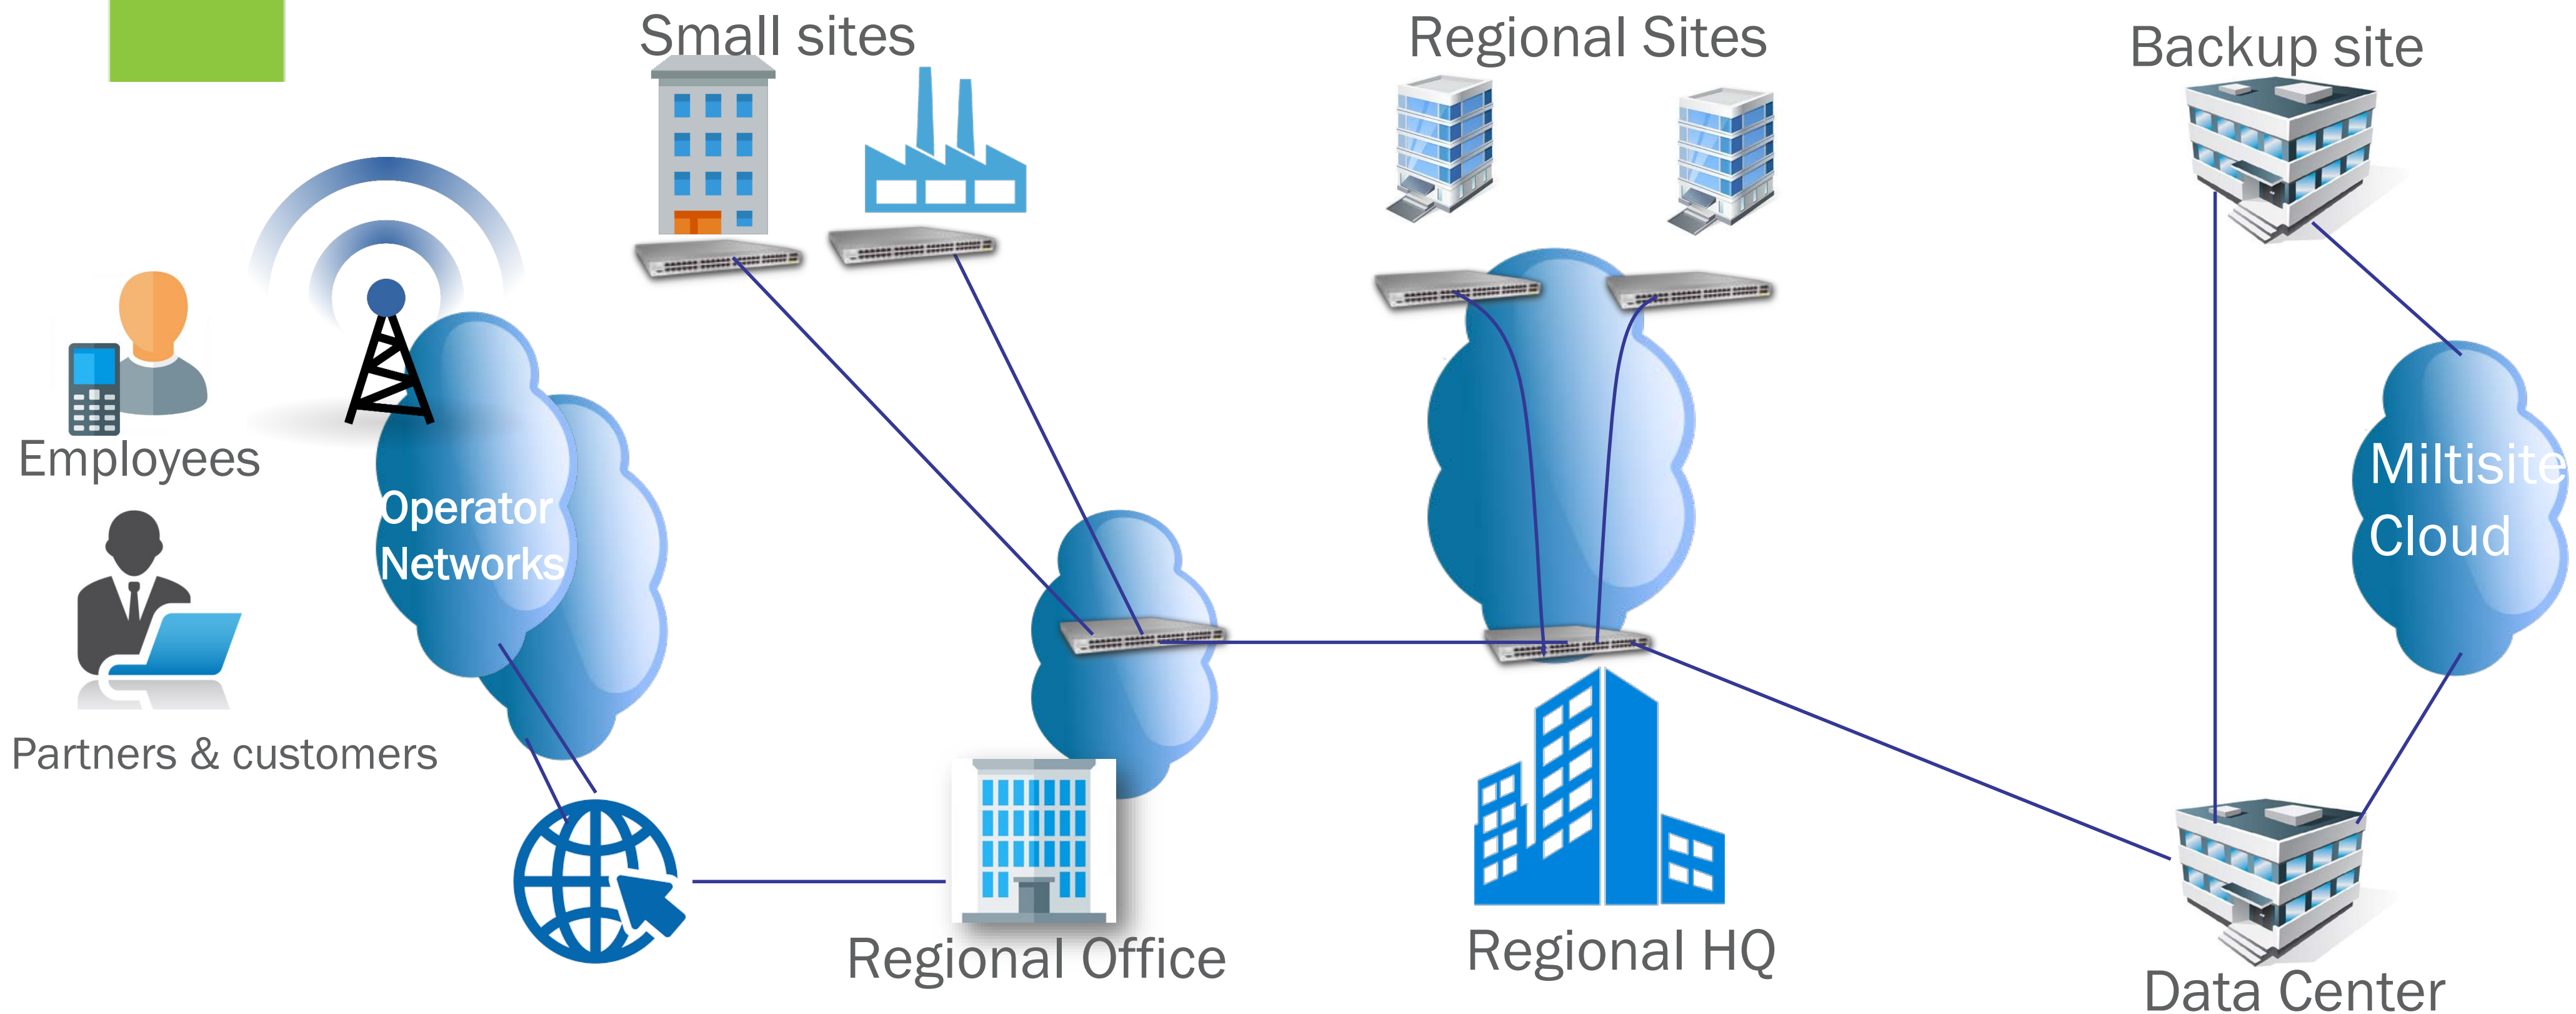 Small sites
Regional Sites
Backup site
Employees
Operator
Networks
Miltisite
Cloud
Partners & customers
Regional Office
Regional HQ
Data Center